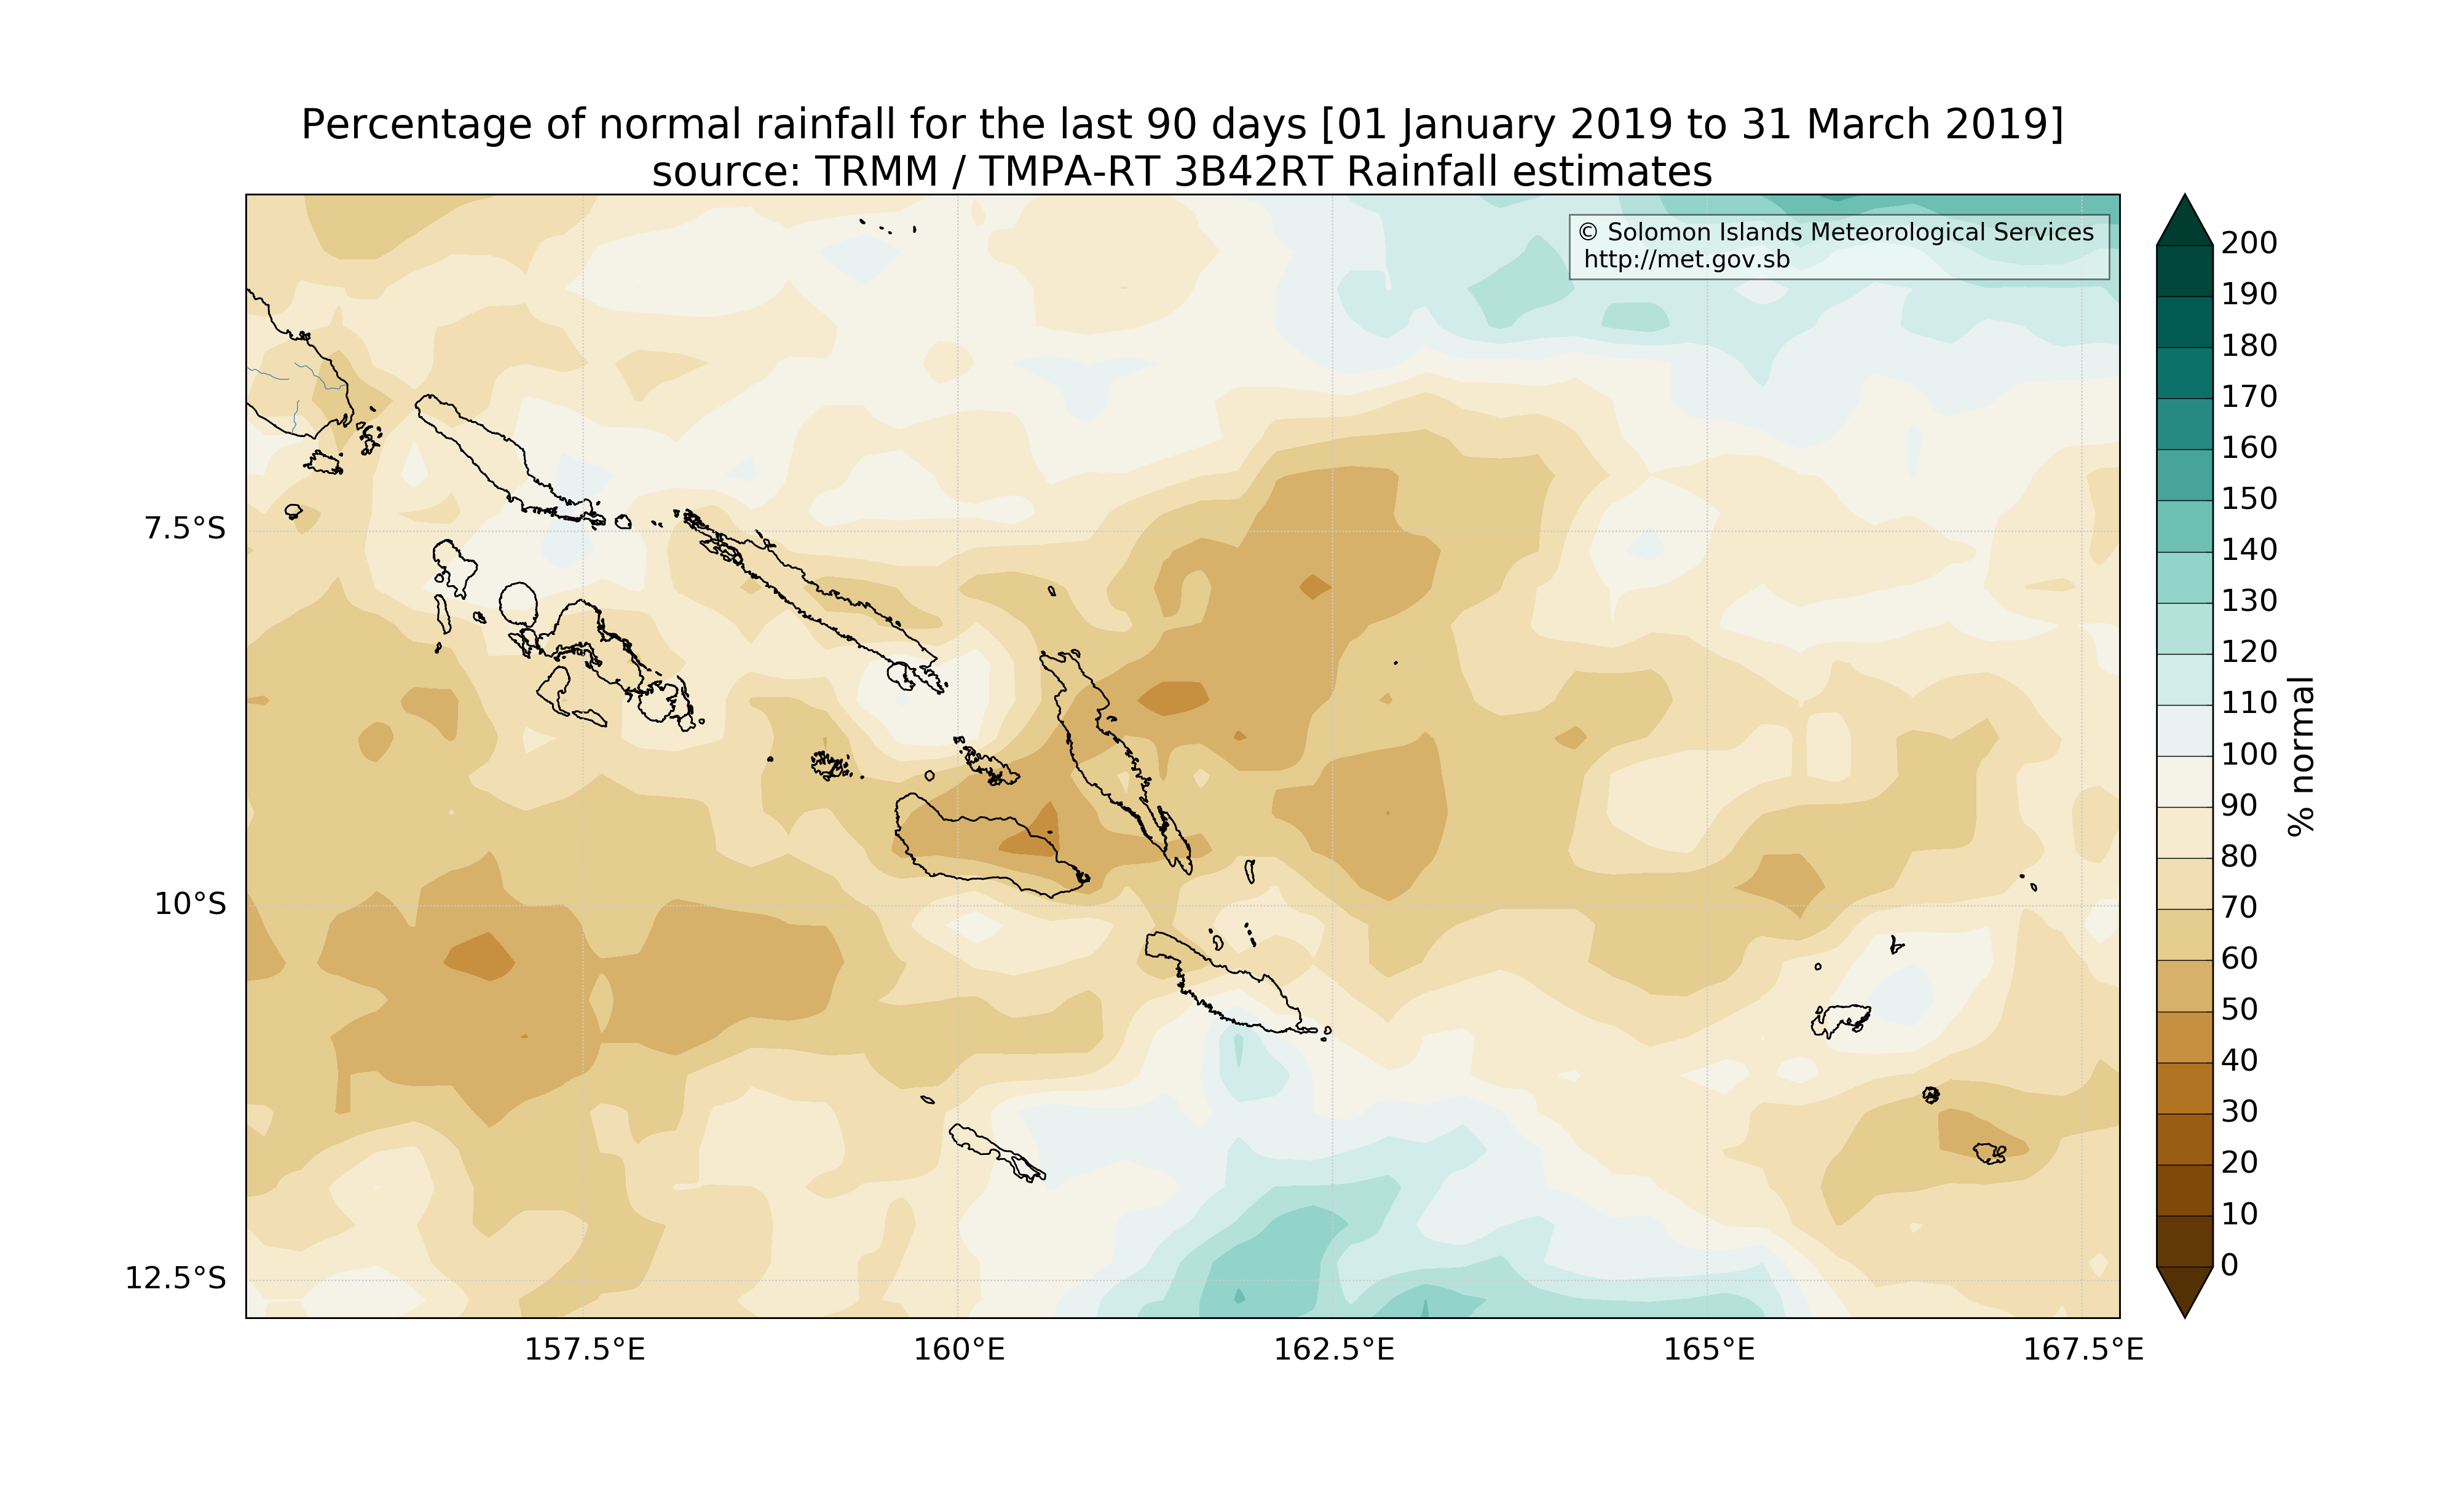 Percentage of normal rainfall for the last 90 days [01 January 2019 to 31 March 2019]
source: TRMM / TMPA-RT 3B42RT Rainfall estimates
© Solomon Islands Meteorological Services
http://met.gov.sb
7.5°S
10°S
12.5°S
157.5°E
160°E
162.5°E
165°E
167.5°E
200
190
180
170
160
150
140
130
120
110
100
90
80
70
60
50
40
30
20
10
0
% normal